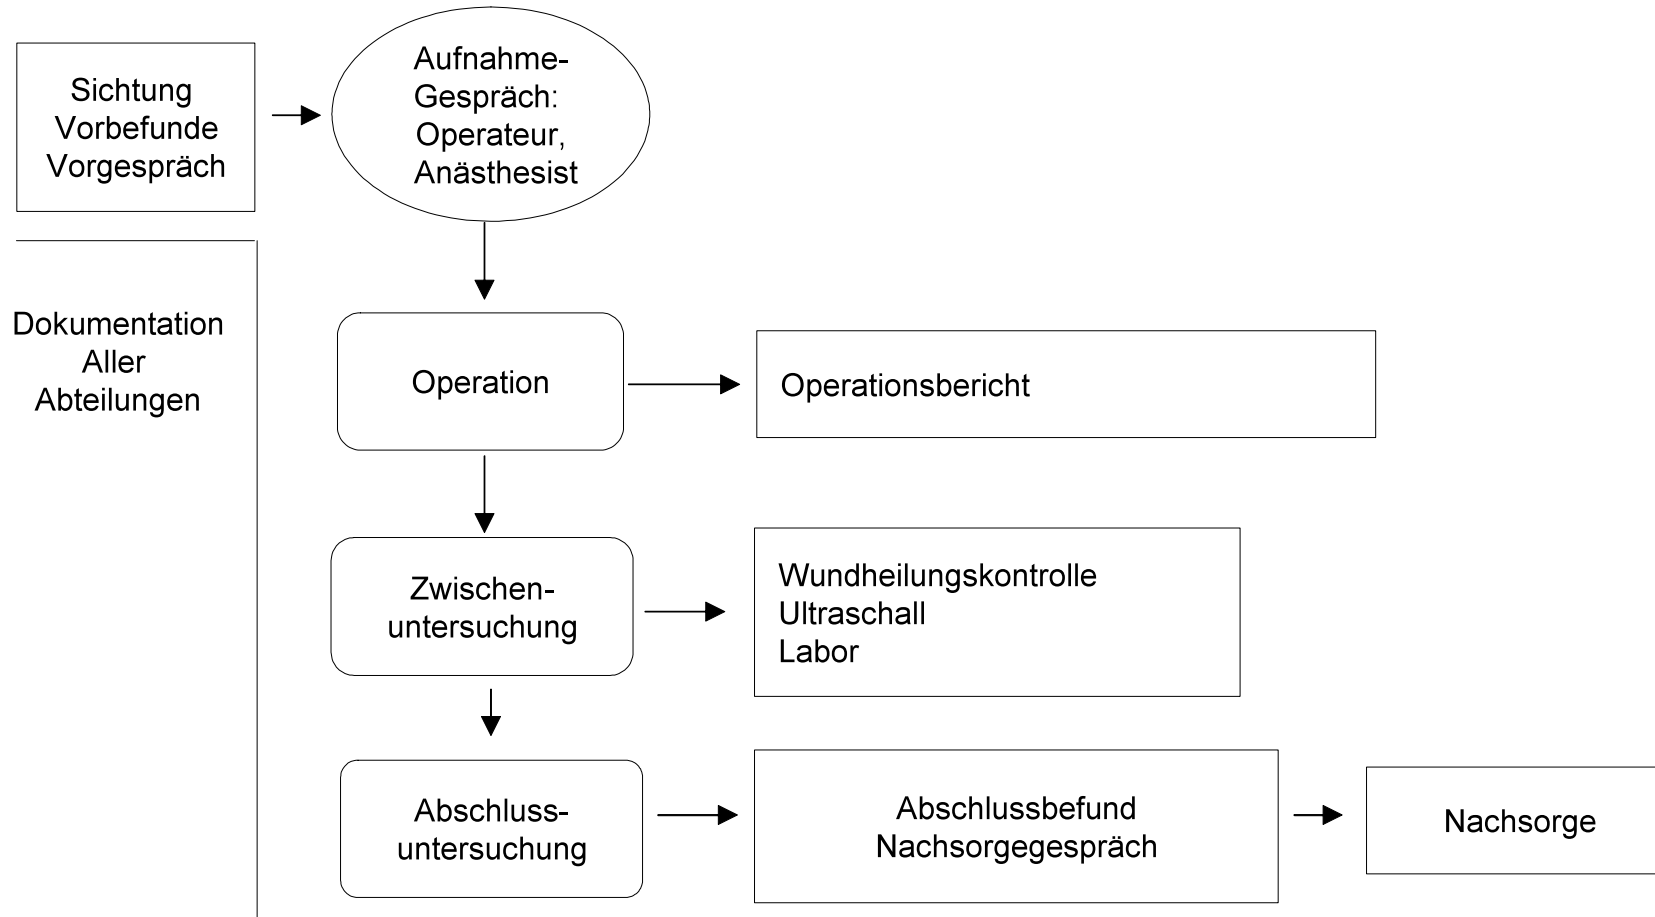 Sichtung
Vorbefunde
Vorgespräch
Aufnahme-
Gespräch:
Operateur,
Anästhesist
Dokumentation
Aller
Abteilungen
Operation
Operationsbericht
Zwischen-
untersuchung
Wundheilungskontrolle
Ultraschall
Labor
Abschluss-
untersuchung
Abschlussbefund
Nachsorgegespräch
Nachsorge